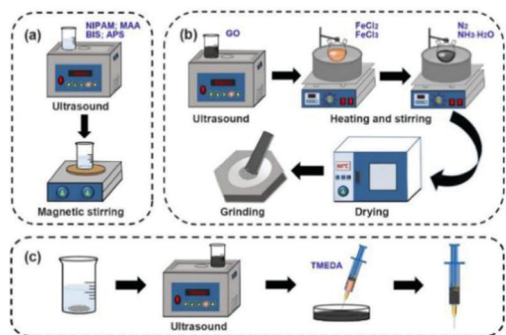 (a)
NIPAM; MAA
BIS; APS
Ultrasound
Magnetic stirring
(b)
GO
Ultrasound
FeCl₂
FeCl₃
N₂
NH₃·H₂O
Heating and stirring
Grinding
Drying
(c)
Ultrasound
TMEDA